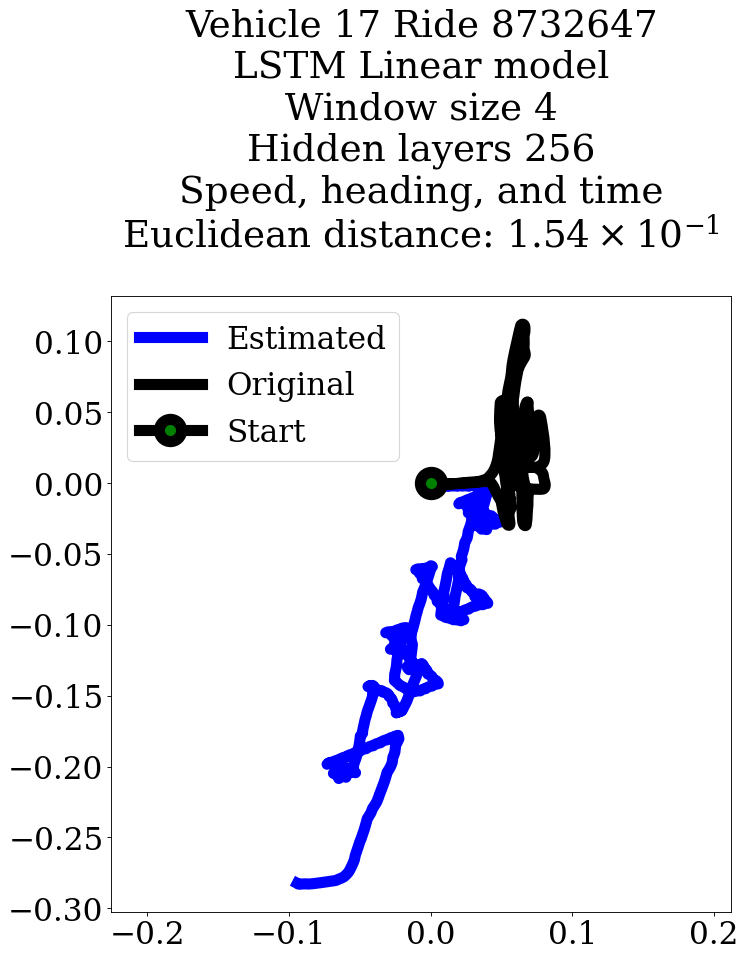 Vehicle 17 Ride 8732647
LSTM Linear model
Window size 4
Hidden layers 256
Speed, heading, and time
Euclidean distance: 1.54 × 10⁻¹
Estimated
Original
Start
0.10
0.05
0.00
−0.05
−0.10
−0.15
−0.20
−0.25
−0.30
−0.2
−0.1
0.0
0.1
0.2